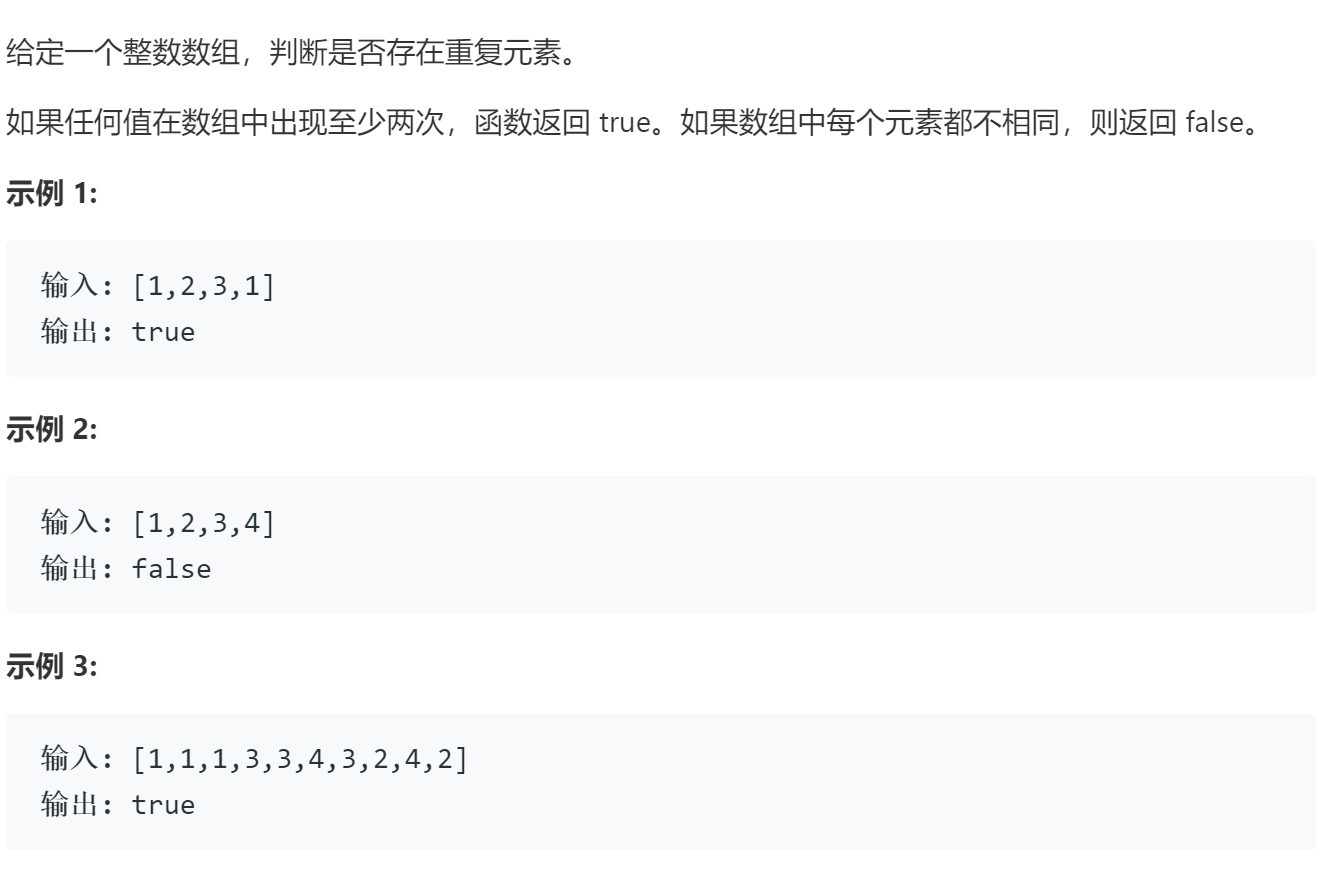 给定一个整数数组，判断是否存在重复元素。
如果任何值在数组中出现至少两次，函数返回 true。如果数组中每个元素都不相同，则返回 false。
示例 1:
输入: [1,2,3,1]
输出: true
示例 2:
输入: [1,2,3,4]
输出: false
示例 3:
输入: [1,1,1,3,3,4,3,2,4,2]
输出: true